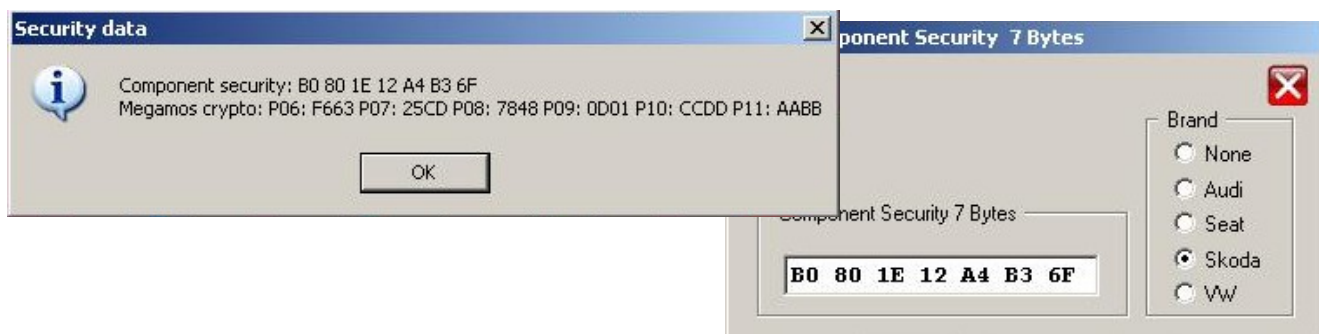 Security data
Component security: B0 80 1E 12 A4 B3 6F
Megamos crypto: P06: F663 P07: 25CD P08: 7848 P09: 0D01 P10: CCDD P11: AABB
OK
ponent Security 7 Bytes
Brand
None
Audi
Seat
Skoda
VW
Component Security 7 Bytes
B0 80 1E 12 A4 B3 6F